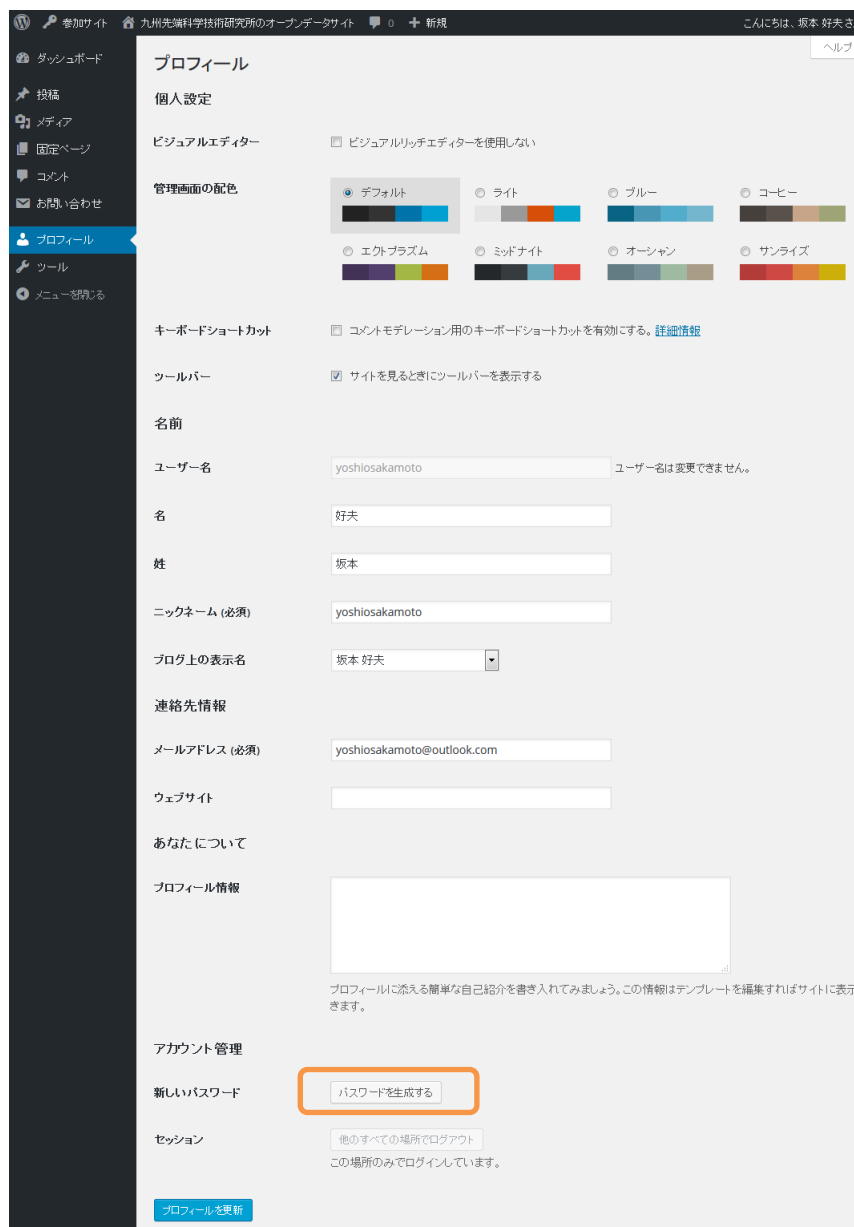 参加サイト 九州先端科学技術研究所のオープンデータサイト 0 新規 こんにちは、坂本 好夫さ
ヘルプ
ダッシュボード
投稿
メディア
固定ページ
コメント
お問い合わせ
プロフィール
ツール
メニューを閉じる
プロフィール
個人設定
ビジュアルエディター ビジュアルリッチエディターを使用しない
管理画面の配色 デフォルト ライト ブルー コーヒー
エクトプラズム ミッドナイト オーシャン サンライズ
キーボードショートカット コメントモデレーション用のキーボードショートカットを有効にする。詳細情報
ツールバー サイトを見るときにツールバーを表示する
名前
ユーザー名 yoshiosakamoto ユーザー名は変更できません。
名 好夫
姓 坂本
ニックネーム (必須) yoshiosakamoto
ブログ上の表示名 坂本 好夫
連絡先情報
メールアドレス (必須) yoshiosakamoto@outlook.com
ウェブサイト
あなたについて
プロフィール情報
プロフィールに添える簡単な自己紹介を書き入れてみましょう。この情報はテンプレートを編集すればサイトに表示
きます。
アカウント管理
新しいパスワード パスワードを生成する
セッション 他のすべての場所でログアウト
この場所のみでログインしています。
プロフィールを更新